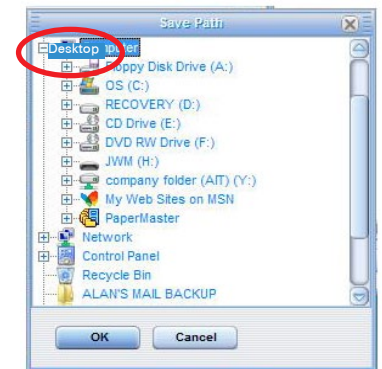 Save Path
Desktop
Floppy Disk Drive (A:)
OS (C:)
RECOVERY (D:)
CD Drive (E:)
DVD RW Drive (F:)
JWM (H:)
company folder (AIT) (Y:)
My Web Sites on MSN
PaperMaster
Network
Control Panel
Recycle Bin
ALAN'S MAIL BACKUP
OK Cancel